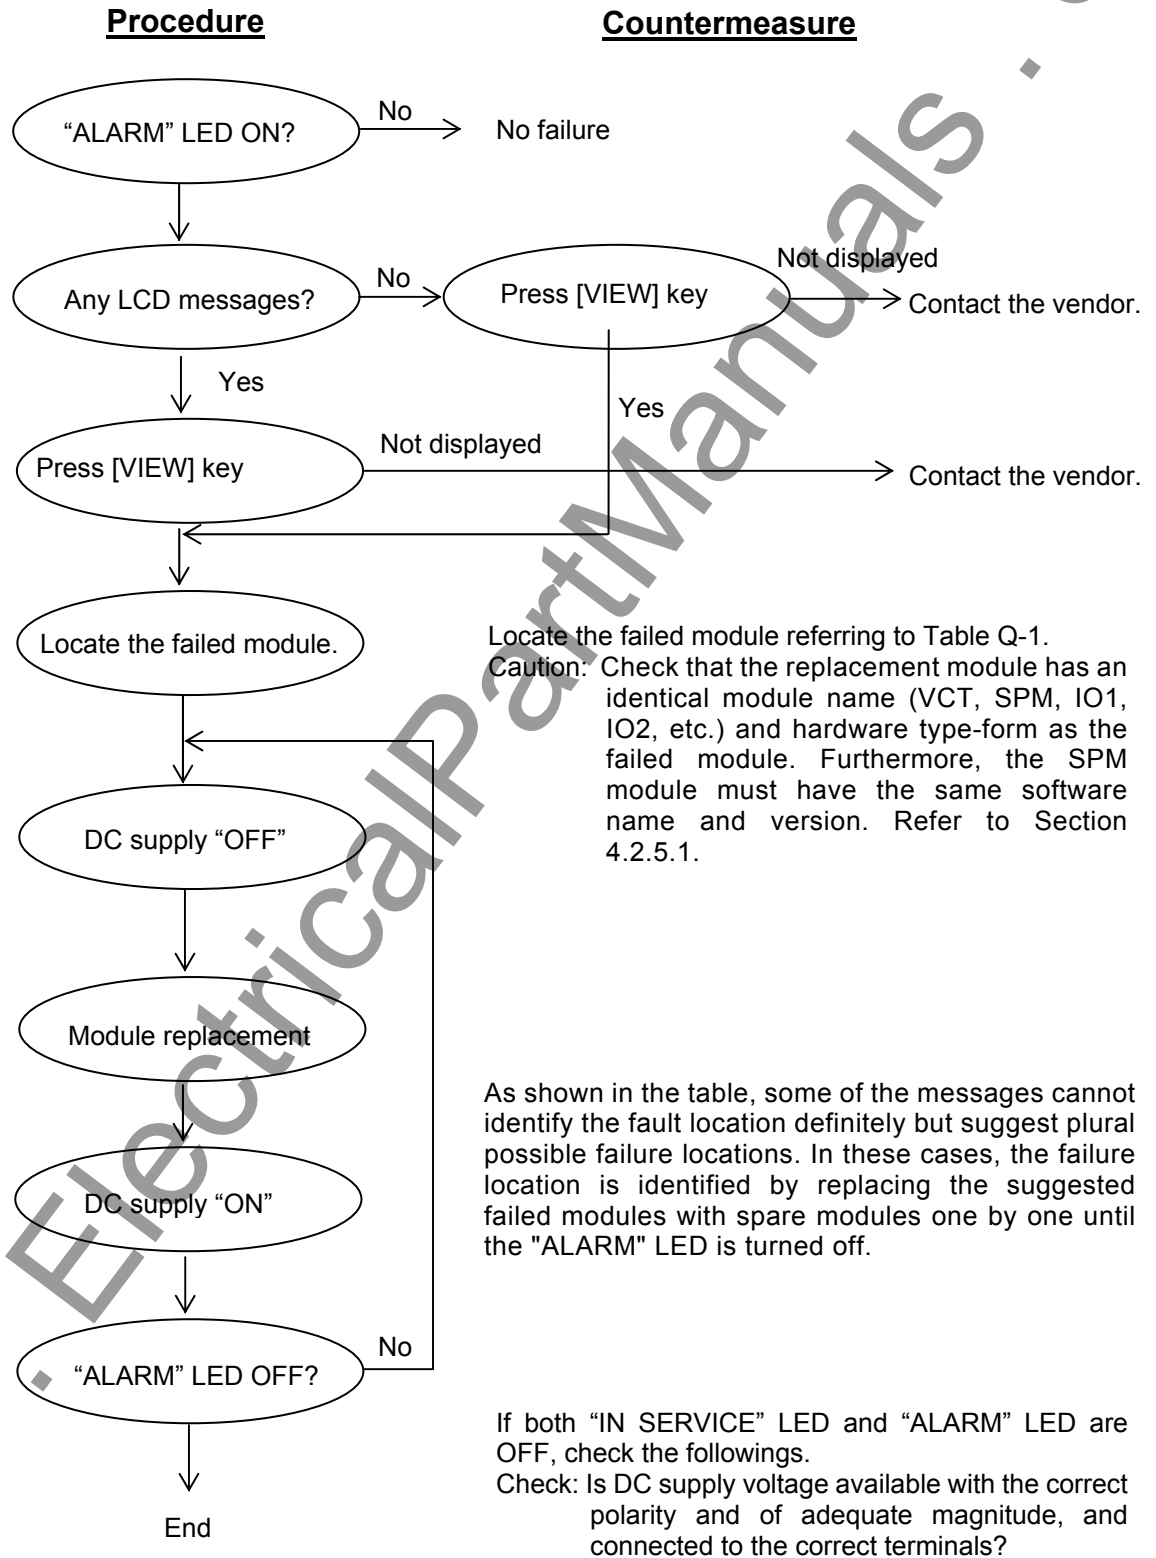 Procedure
Countermeasure
“ALARM” LED ON?
No
No failure
Any LCD messages?
No
Press [VIEW] key
Not displayed
Contact the vendor.
Yes
Yes
Press [VIEW] key
Not displayed
Contact the vendor.
Locate the failed module.
Locate the failed module referring to Table Q-1.
Caution: Check that the replacement module has an
identical module name (VCT, SPM, IO1,
IO2, etc.) and hardware type-form as the
failed module. Furthermore, the SPM
module must have the same software
name and version. Refer to Section
4.2.5.1.
DC supply “OFF”
Module replacement
As shown in the table, some of the messages cannot
identify the fault location definitely but suggest plural
possible failure locations. In these cases, the failure
location is identified by replacing the suggested
failed modules with spare modules one by one until
the "ALARM" LED is turned off.
DC supply “ON”
“ALARM” LED OFF?
No
If both “IN SERVICE” LED and “ALARM” LED are
OFF, check the followings.
Check: Is DC supply voltage available with the correct
polarity and of adequate magnitude, and
connected to the correct terminals?
End
. ElectricalPartManuals .